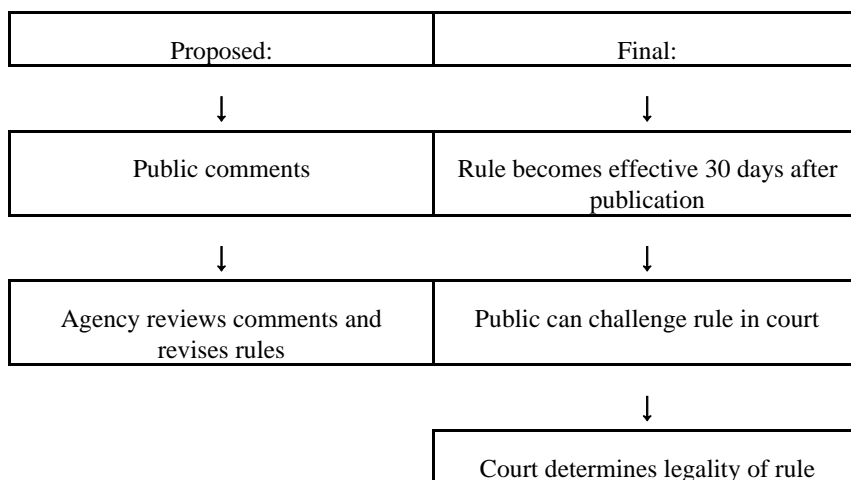 Proposed:
Final:
Public comments
Rule becomes effective 30 days after
publication
Agency reviews comments and
revises rules
Public can challenge rule in court
Court determines legality of rule